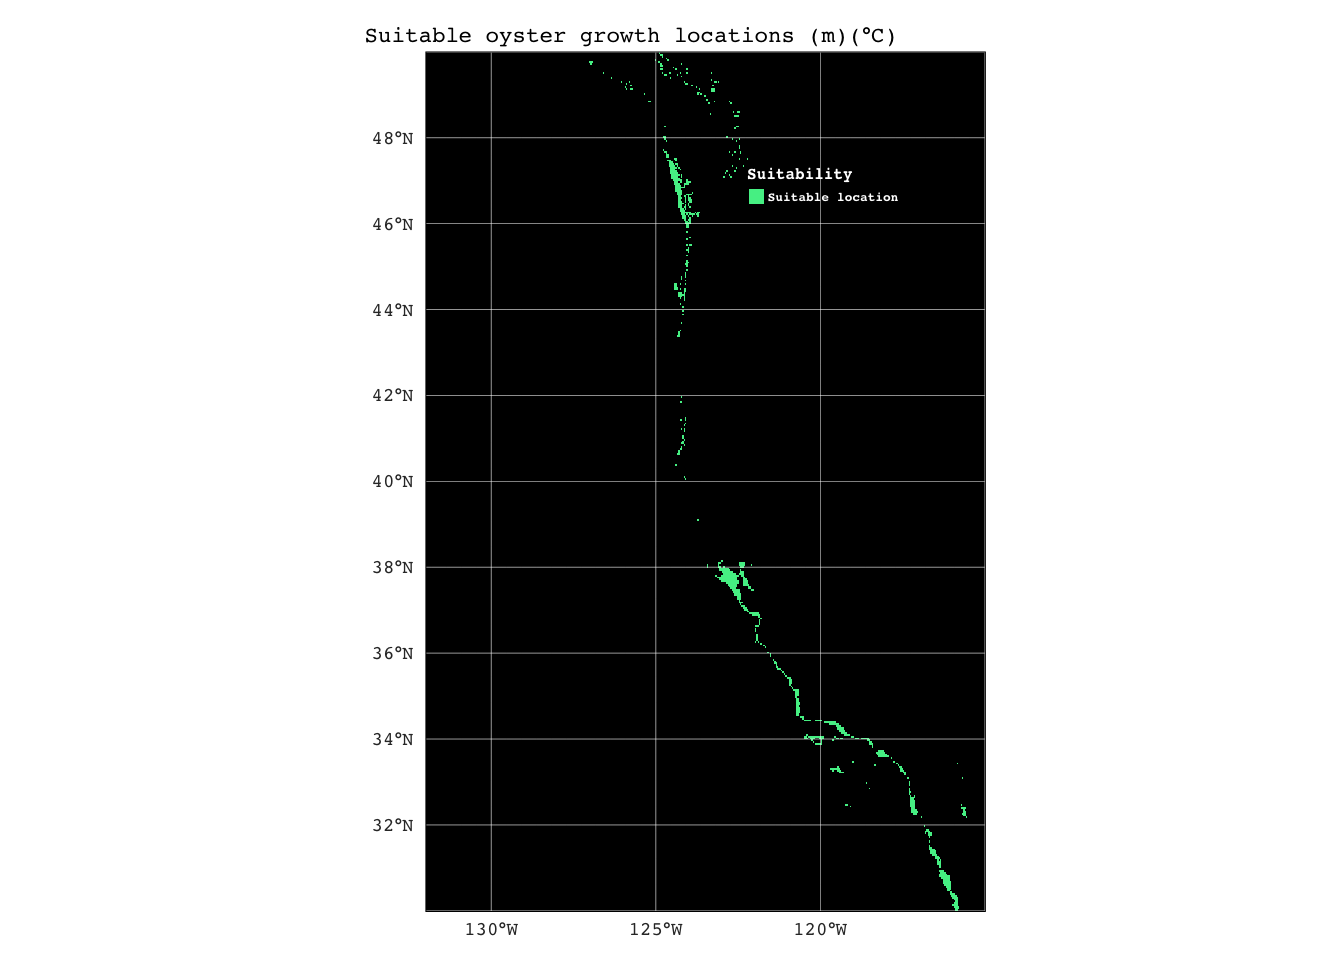 Suitable oyster growth locations (m)(°C)
48°N
Suitability
Suitable location
46°N
44°N
42°N
40°N
38°N
36°N
34°N
32°N
130°W 125°W 120°W